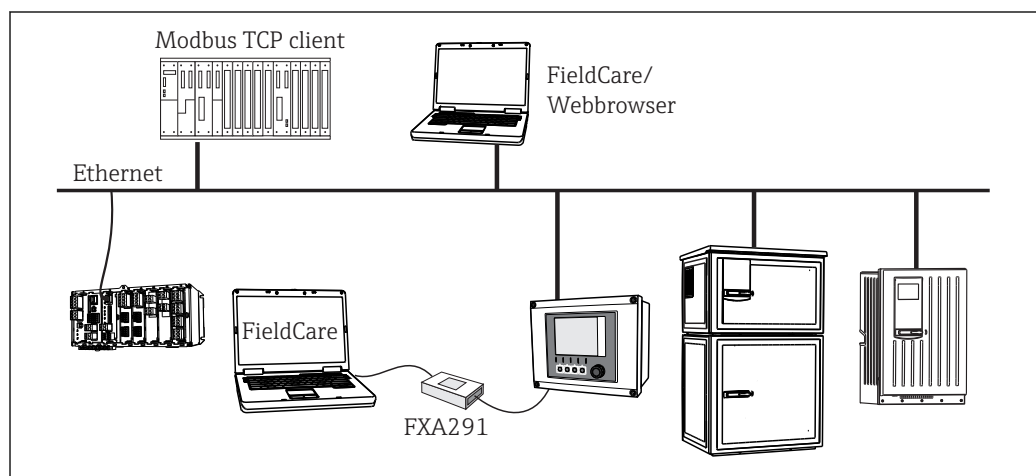 Modbus TCP client
FieldCare/
Webbrowser
Ethernet
FieldCare
FXA291